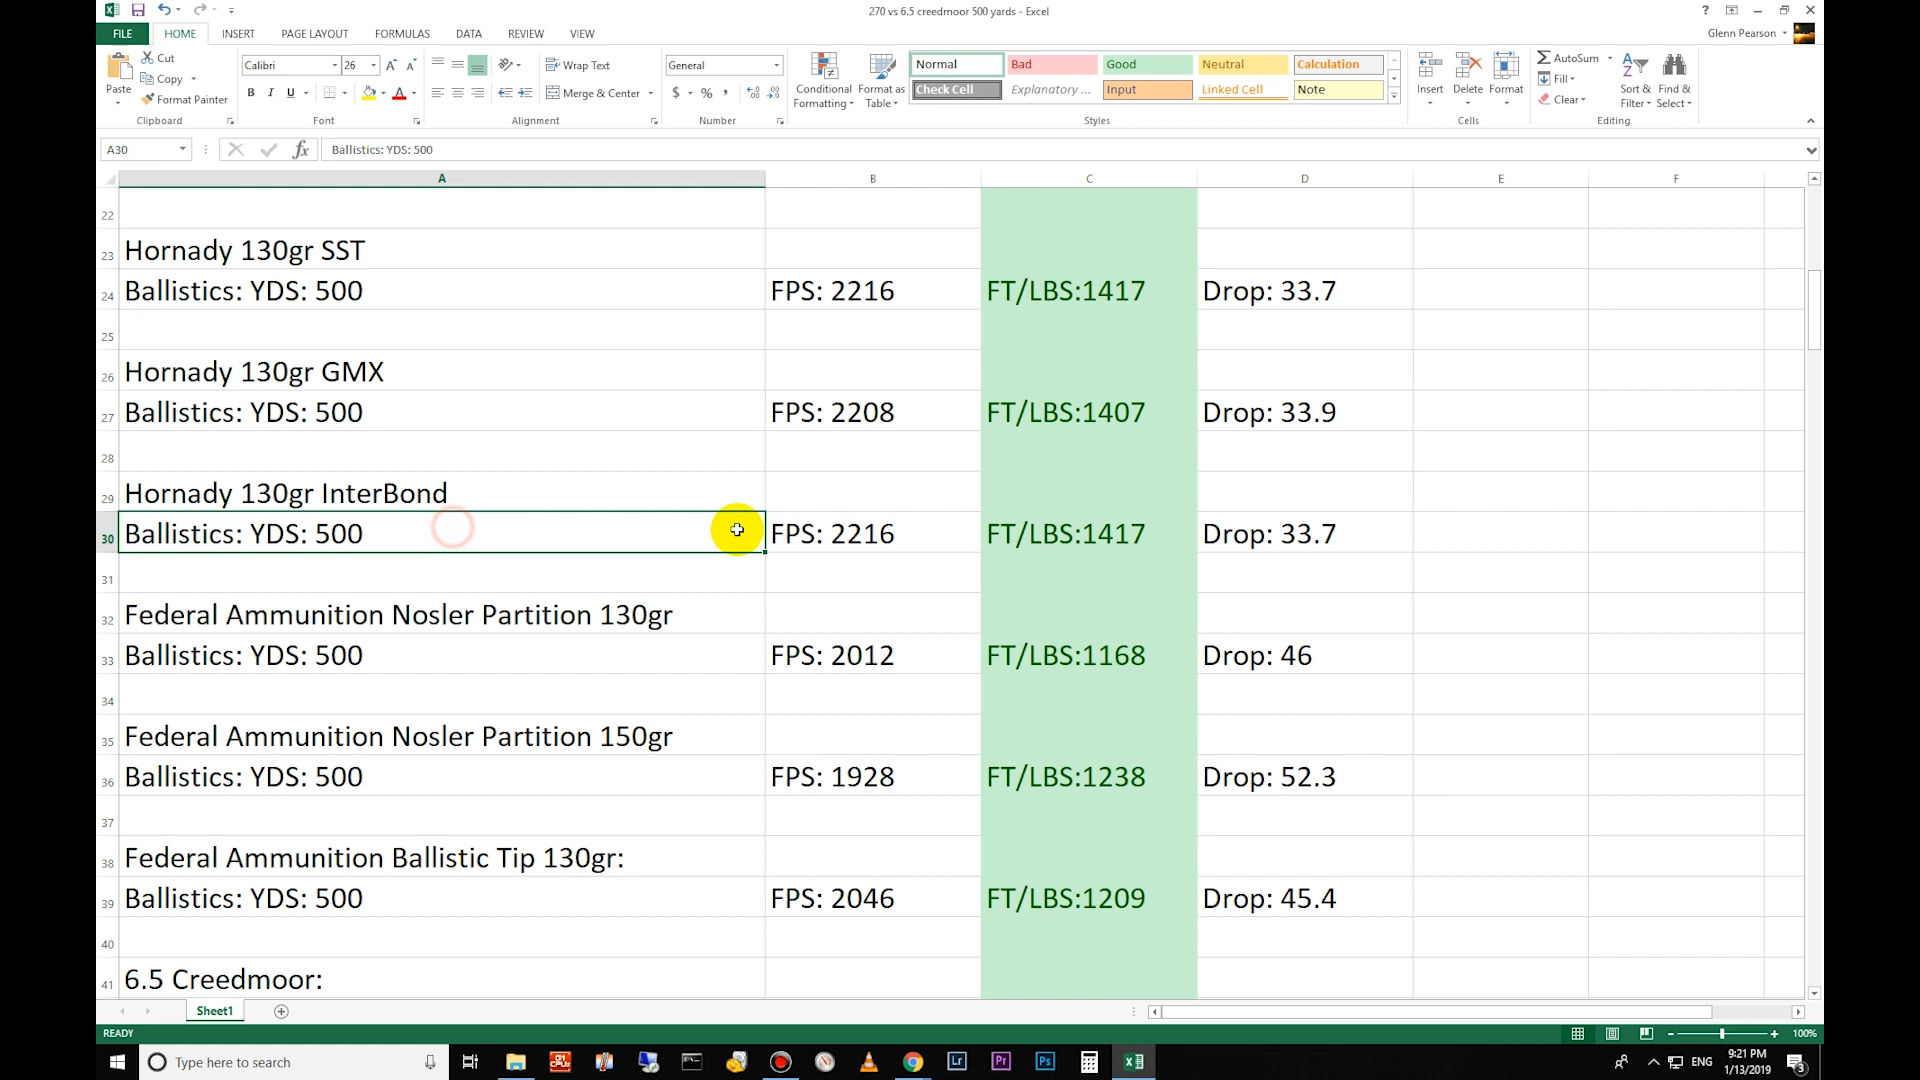 270 vs 6.5 creedmoor 500 yards - Excel
?
FILE HOME INSERT PAGE LAYOUT FORMULAS DATA REVIEW VIEW Glenn Pearson
Paste
Cut
Copy
Format Painter
Clipboard
Calibri 26
B I U
Font
Wrap Text
Merge & Center
Alignment
General
$ % ,
Number
Conditional Formatting
Format as Table
Normal Bad Good Neutral Calculation
Check Cell Explanatory ... Input Linked Cell Note
Styles
Insert Delete Format
Cells
AutoSum
Fill
Clear
Sort & Filter
Find & Select
Editing
A30 fx Ballistics: YDS: 500
A B C D E F
22
23 Hornady 130gr SST
24 Ballistics: YDS: 500 FPS: 2216 FT/LBS:1417 Drop: 33.7
25
26 Hornady 130gr GMX
27 Ballistics: YDS: 500 FPS: 2208 FT/LBS:1407 Drop: 33.9
28
29 Hornady 130gr InterBond
30 Ballistics: YDS: 500 FPS: 2216 FT/LBS:1417 Drop: 33.7
31
32 Federal Ammunition Nosler Partition 130gr
33 Ballistics: YDS: 500 FPS: 2012 FT/LBS:1168 Drop: 46
34
35 Federal Ammunition Nosler Partition 150gr
36 Ballistics: YDS: 500 FPS: 1928 FT/LBS:1238 Drop: 52.3
37
38 Federal Ammunition Ballistic Tip 130gr:
39 Ballistics: YDS: 500 FPS: 2046 FT/LBS:1209 Drop: 45.4
40
41 6.5 Creedmoor:
Sheet1
READY 100%
Type here to search
Lr Pr Ps
ENG
9:21 PM
1/13/2019
3